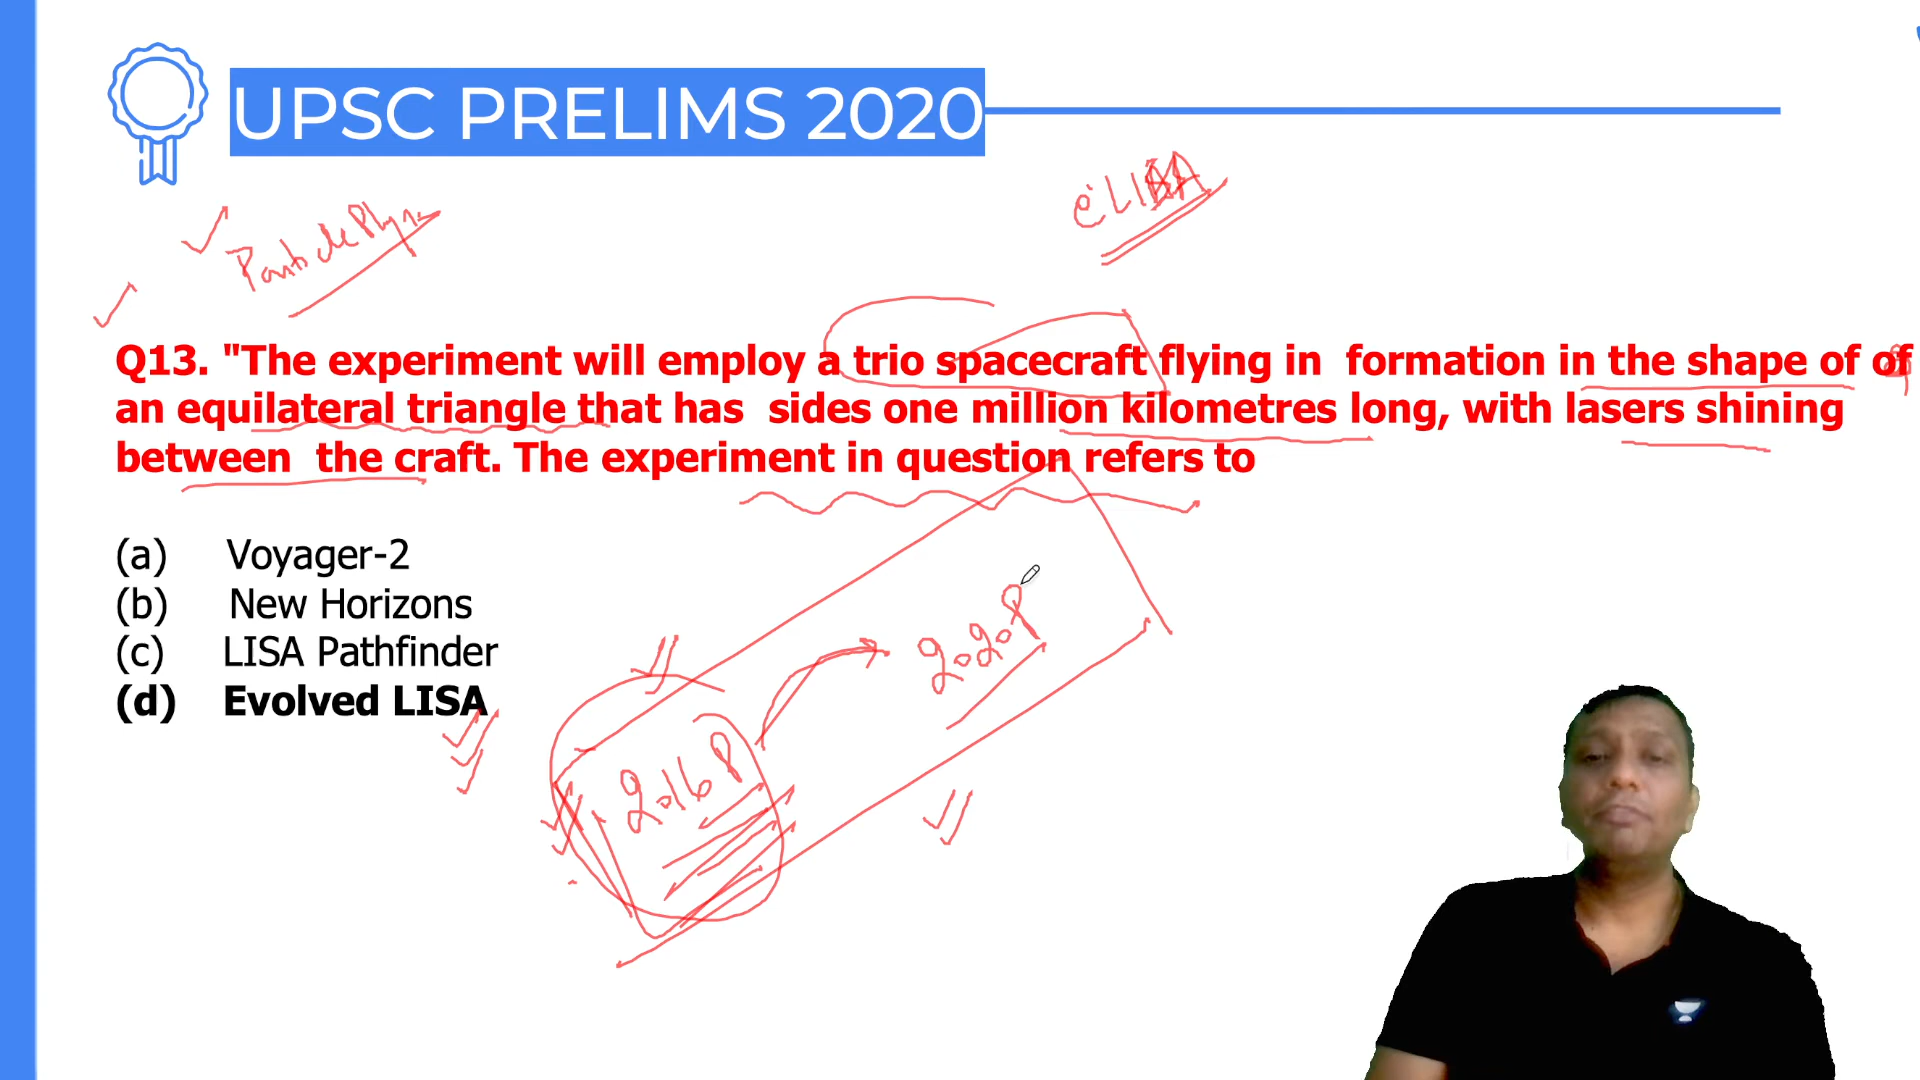 UPSC PRELIMS 2020
eLISA
Particle Phy
Q13. "The experiment will employ a trio spacecraft flying in formation in the shape of of
an equilateral triangle that has sides one million kilometres long, with lasers shining
between the craft. The experiment in question refers to
(a) Voyager-2
(b) New Horizons
(c) LISA Pathfinder
(d) Evolved LISA
2020 P
2016 P